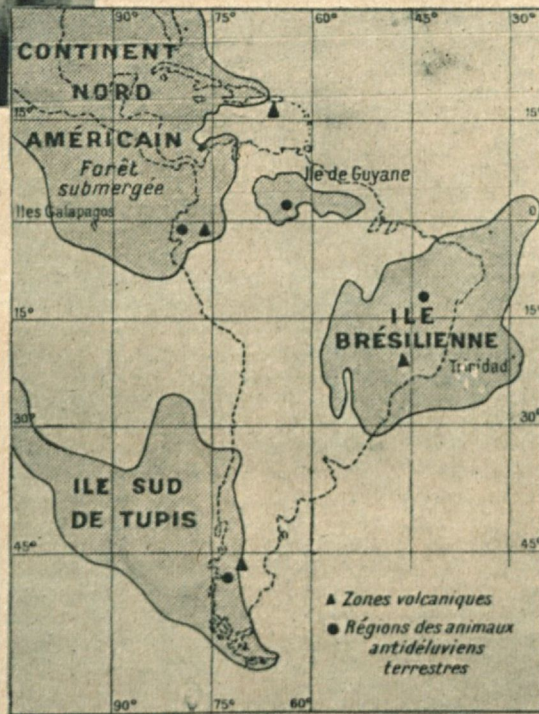 90°
75°
60°
45°
30°
CONTINENT
NORD
AMÉRICAIN
Forêt
submergée
15°
15°
Iles Galapagos
Ile de Guyane
0
15°
15°
ILE
BRÉSILIENNE
Trinidad
30°
30°
ILE SUD
DE TUPIS
45°
45°
▲ Zones volcaniques
● Régions des animaux
antidéluviens
terrestres
90°
75°
60°